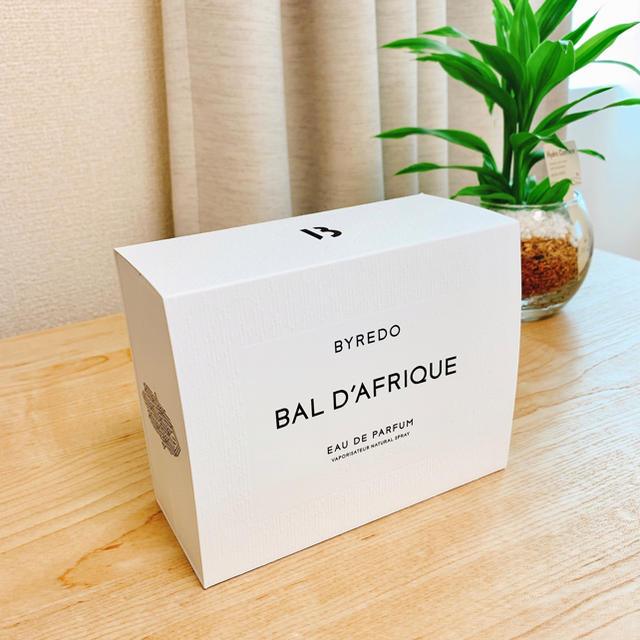 B
BYREDO
BAL D'AFRIQUE
EAU DE PARFUM
VAPORISATEUR NATURAL SPRAY